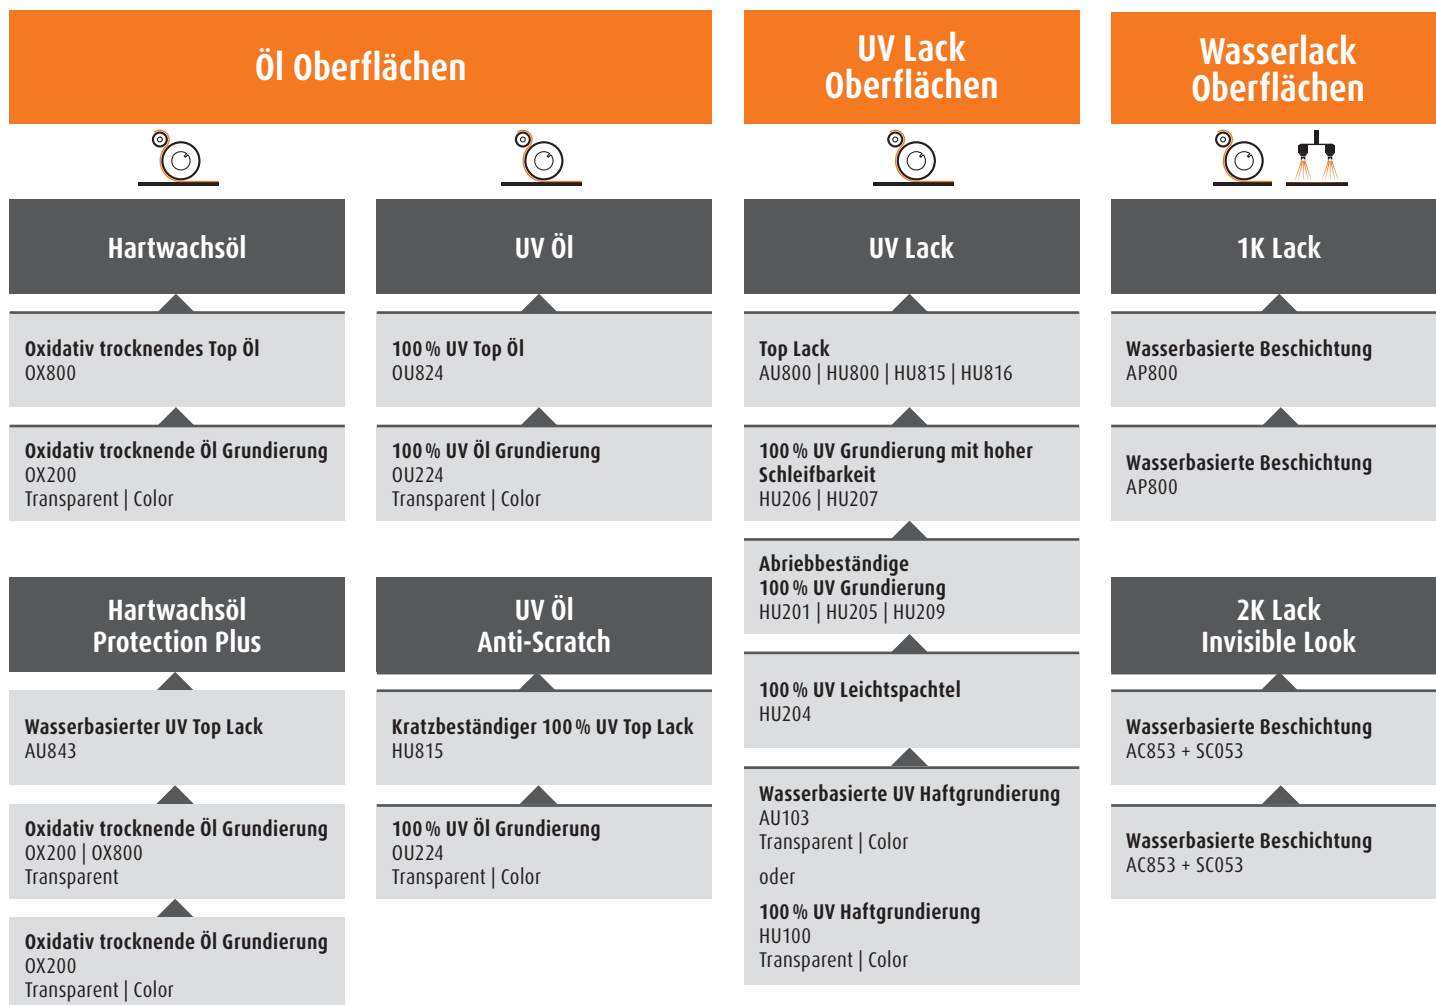 Öl Oberflächen
UV Lack
Oberflächen
Wasserlack
Oberflächen
Hartwachsöl
Oxidativ trocknendes Top Öl
OX800
Oxidativ trocknende Öl Grundierung
OX200
Transparent | Color
Hartwachsöl
Protection Plus
Wasserbasierter UV Top Lack
AU843
Oxidativ trocknende Öl Grundierung
OX200 | OX800
Transparent
Oxidativ trocknende Öl Grundierung
OX200
Transparent | Color
UV Öl
100 % UV Top Öl
OU824
100 % UV Öl Grundierung
OU224
Transparent | Color
UV Öl
Anti-Scratch
Kratzbeständiger 100 % UV Top Lack
HU815
100 % UV Öl Grundierung
OU224
Transparent | Color
UV Lack
Top Lack
AU800 | HU800 | HU815 | HU816
100 % UV Grundierung mit hoher
Schleifbarkeit
HU206 | HU207
Abriebbeständige
100 % UV Grundierung
HU201 | HU205 | HU209
100 % UV Leichtspachtel
HU204
Wasserbasierte UV Haftgrundierung
AU103
Transparent | Color
oder
100 % UV Haftgrundierung
HU100
Transparent | Color
1K Lack
Wasserbasierte Beschichtung
AP800
Wasserbasierte Beschichtung
AP800
2K Lack
Invisible Look
Wasserbasierte Beschichtung
AC853 + SC053
Wasserbasierte Beschichtung
AC853 + SC053